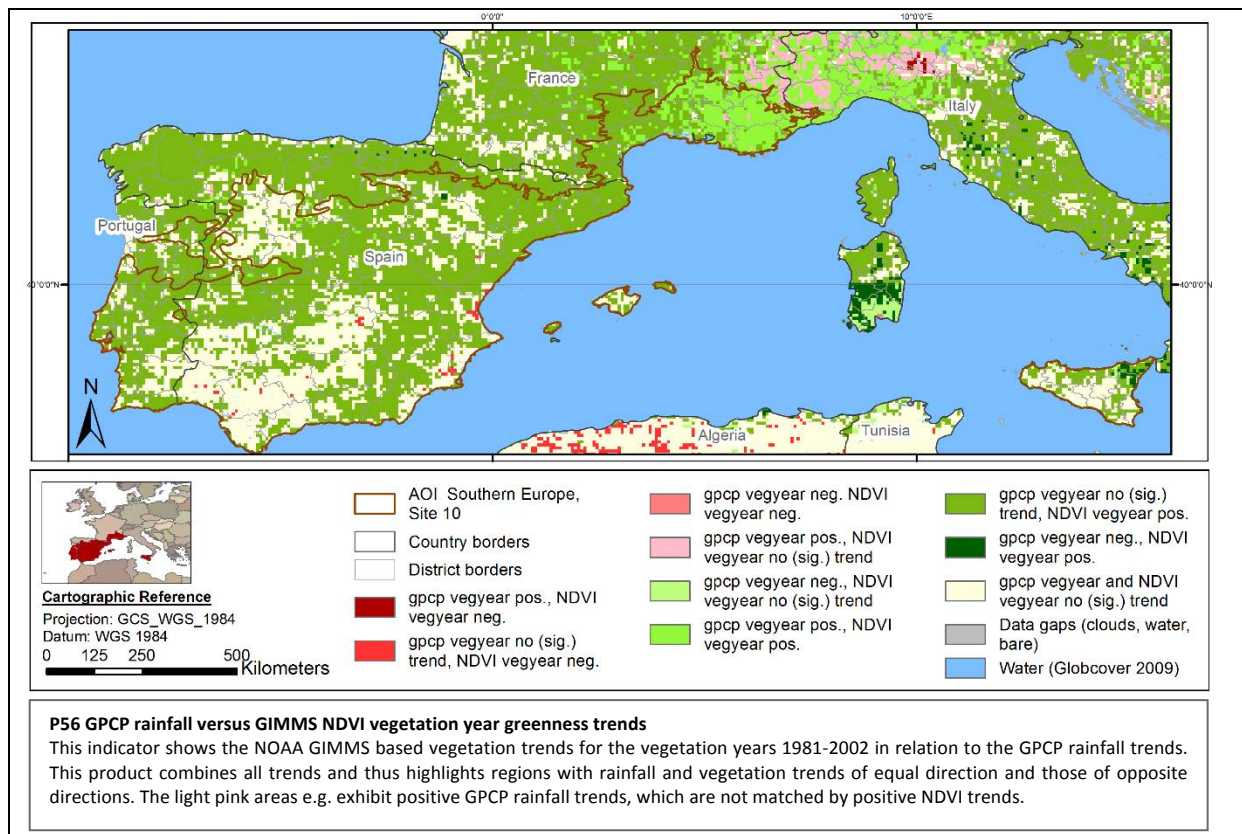 0°0'0"
10°0'0"E
France
Italy
Portugal
Spain
40°0'0"N
40°0'0"N
N
Algeria
Tunisia
Cartographic Reference
Projection: GCS_WGS_1984
Datum: WGS 1984
0 125 250 500
Kilometers
AOI Southern Europe,
Site 10
Country borders
District borders
gpcp vegyear pos., NDVI
vegyear neg.
gpcp vegyear no (sig.)
trend, NDVI vegyear neg.
gpcp vegyear neg. NDVI
vegyear neg.
gpcp vegyear pos., NDVI
vegyear no (sig.) trend
gpcp vegyear neg., NDVI
vegyear no (sig.) trend
gpcp vegyear pos., NDVI
vegyear pos.
gpcp vegyear no (sig.)
trend, NDVI vegyear pos.
gpcp vegyear neg., NDVI
vegyear pos.
gpcp vegyear and NDVI
vegyear no (sig.) trend
Data gaps (clouds, water,
bare)
Water (Globcover 2009)
P56 GPCP rainfall versus GIMMS NDVI vegetation year greenness trends
This indicator shows the NOAA GIMMS based vegetation trends for the vegetation years 1981-2002 in relation to the GPCP rainfall trends.
This product combines all trends and thus highlights regions with rainfall and vegetation trends of equal direction and those of opposite
directions. The light pink areas e.g. exhibit positive GPCP rainfall trends, which are not matched by positive NDVI trends.